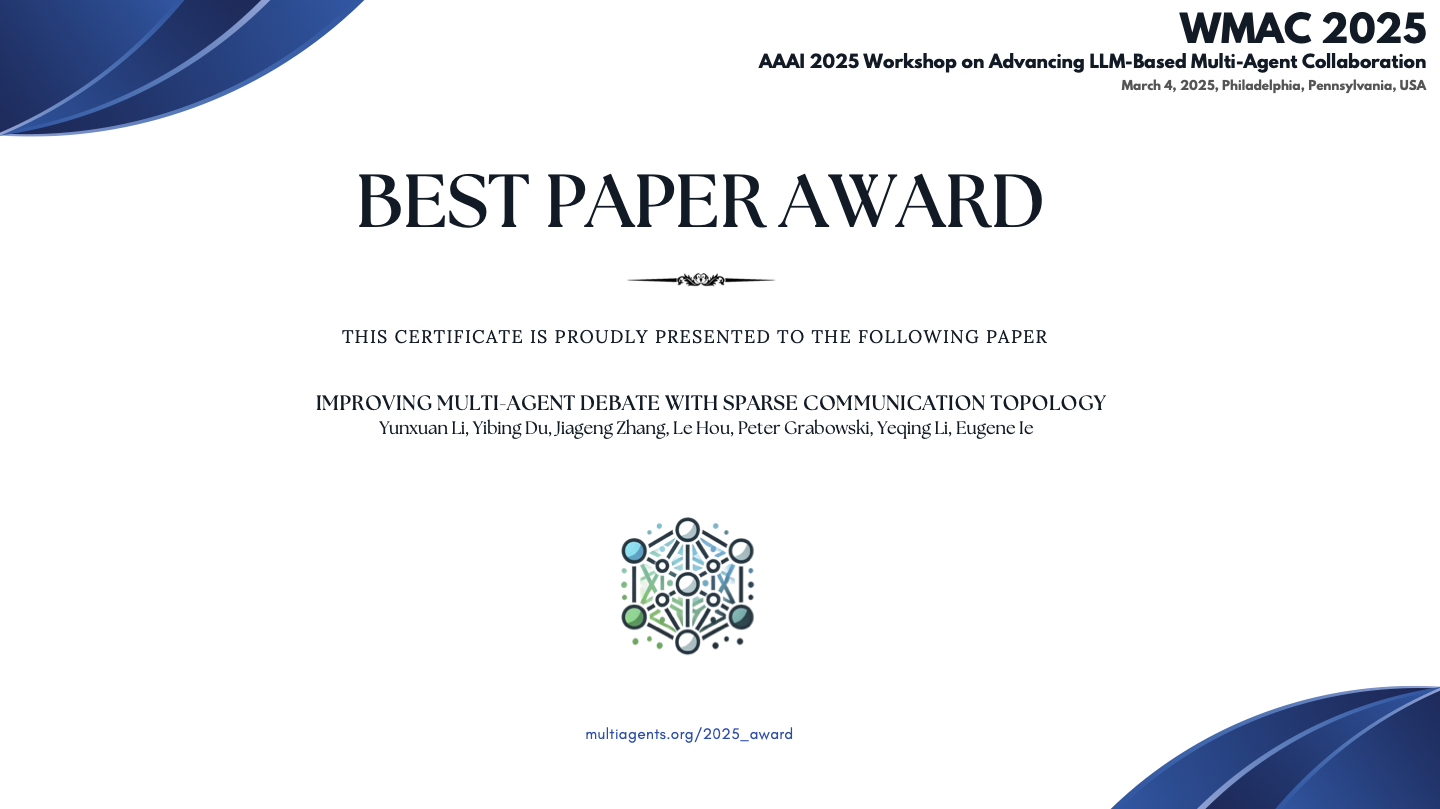 WMAC 2025
AAAI 2025 Workshop on Advancing LLM-Based Multi-Agent Collaboration
March 4, 2025, Philadelphia, Pennsylvania, USA
BEST PAPER AWARD
THIS CERTIFICATE IS PROUDLY PRESENTED TO THE FOLLOWING PAPER
IMPROVING MULTI-AGENT DEBATE WITH SPARSE COMMUNICATION TOPOLOGY
Yunxuan Li, Yibing Du, Jiageng Zhang, Le Hou, Peter Grabowski, Yeqing Li, Eugene Ie
multiagents.org/2025_award